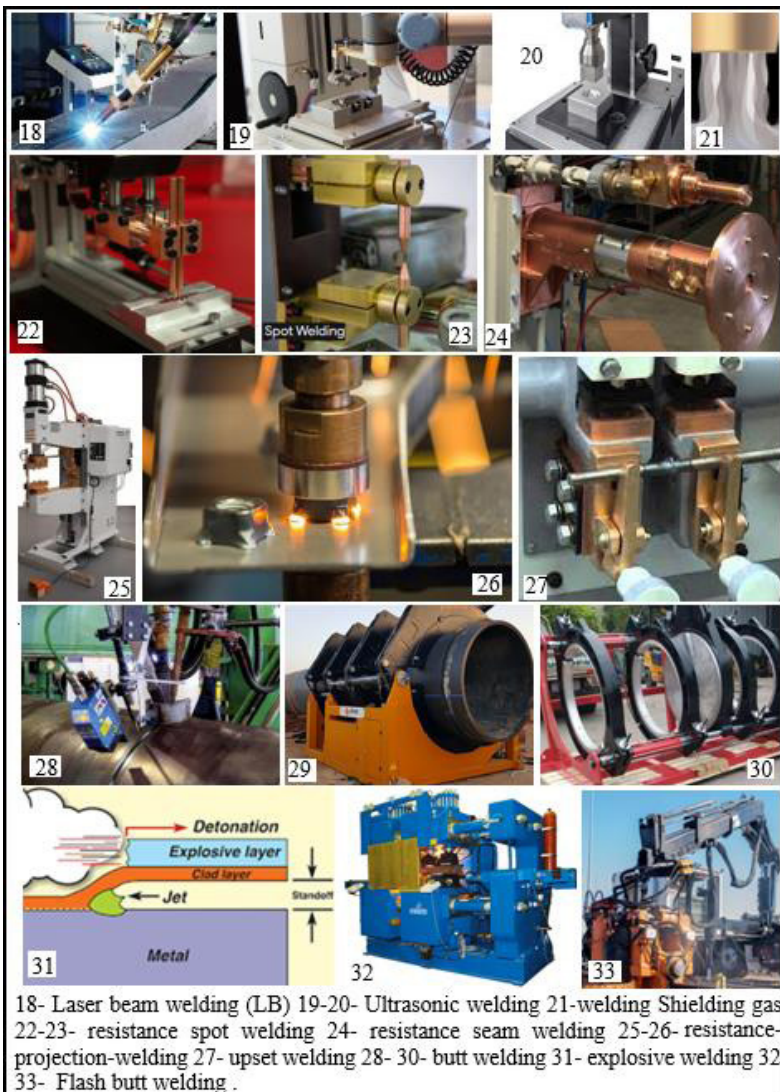 18
19
20
21
22
Spot Welding
23
24
25
26
27
28
29
30
Detonation
Explosive layer
Clad layer
Jet
Standoff
Metal
31
32
33
18- Laser beam welding (LB) 19-20- Ultrasonic welding 21-welding Shielding gas
22-23- resistance spot welding 24- resistance seam welding 25-26- resistance-
projection-welding 27- upset welding 28- 30- butt welding 31- explosive welding 32
33- Flash butt welding .